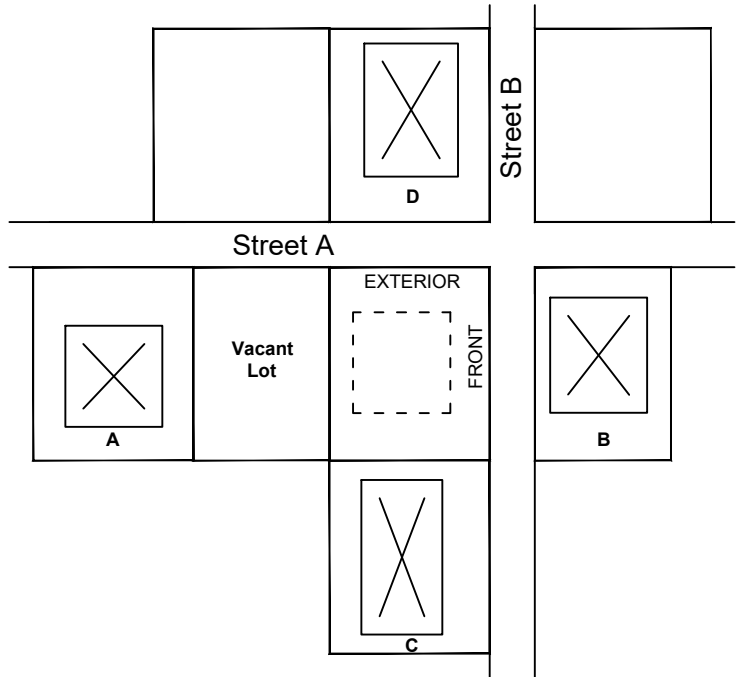 Street B
D
Street A
EXTERIOR
Vacant
Lot
FRONT
A
B
C